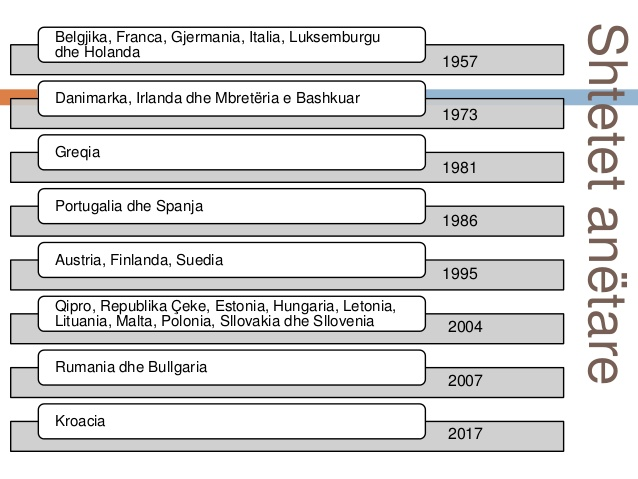 Shtetet anëtare
Belgjika, Franca, Gjermania, Italia, Luksemburgu
dhe Holanda
1957
Danimarka, Irlanda dhe Mbretëria e Bashkuar
1973
Greqia
1981
Portugalia dhe Spanja
1986
Austria, Finlanda, Suedia
1995
Qipro, Republika Çeke, Estonia, Hungaria, Letonia,
Lituania, Malta, Polonia, Sllovakia dhe Sllovenia
2004
Rumania dhe Bullgaria
2007
Kroacia
2017